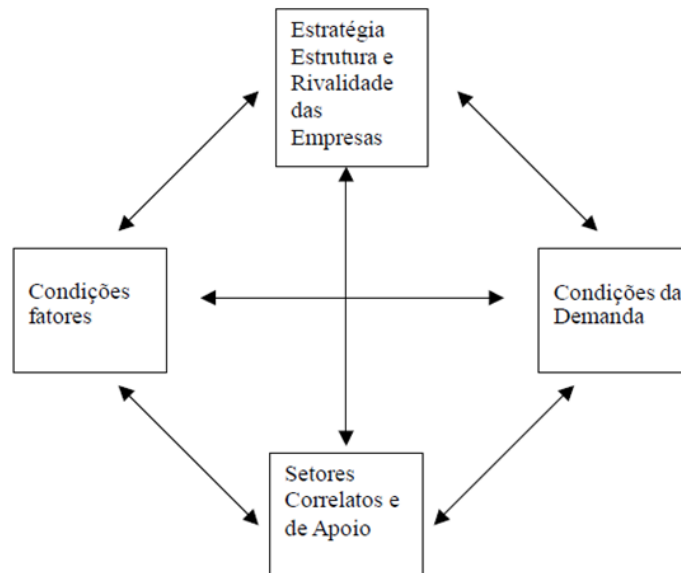 Estratégia
Estrutura e
Rivalidade
das
Empresas
Condições
fatores
Condições da
Demanda
Setores
Correlatos e
de Apoio